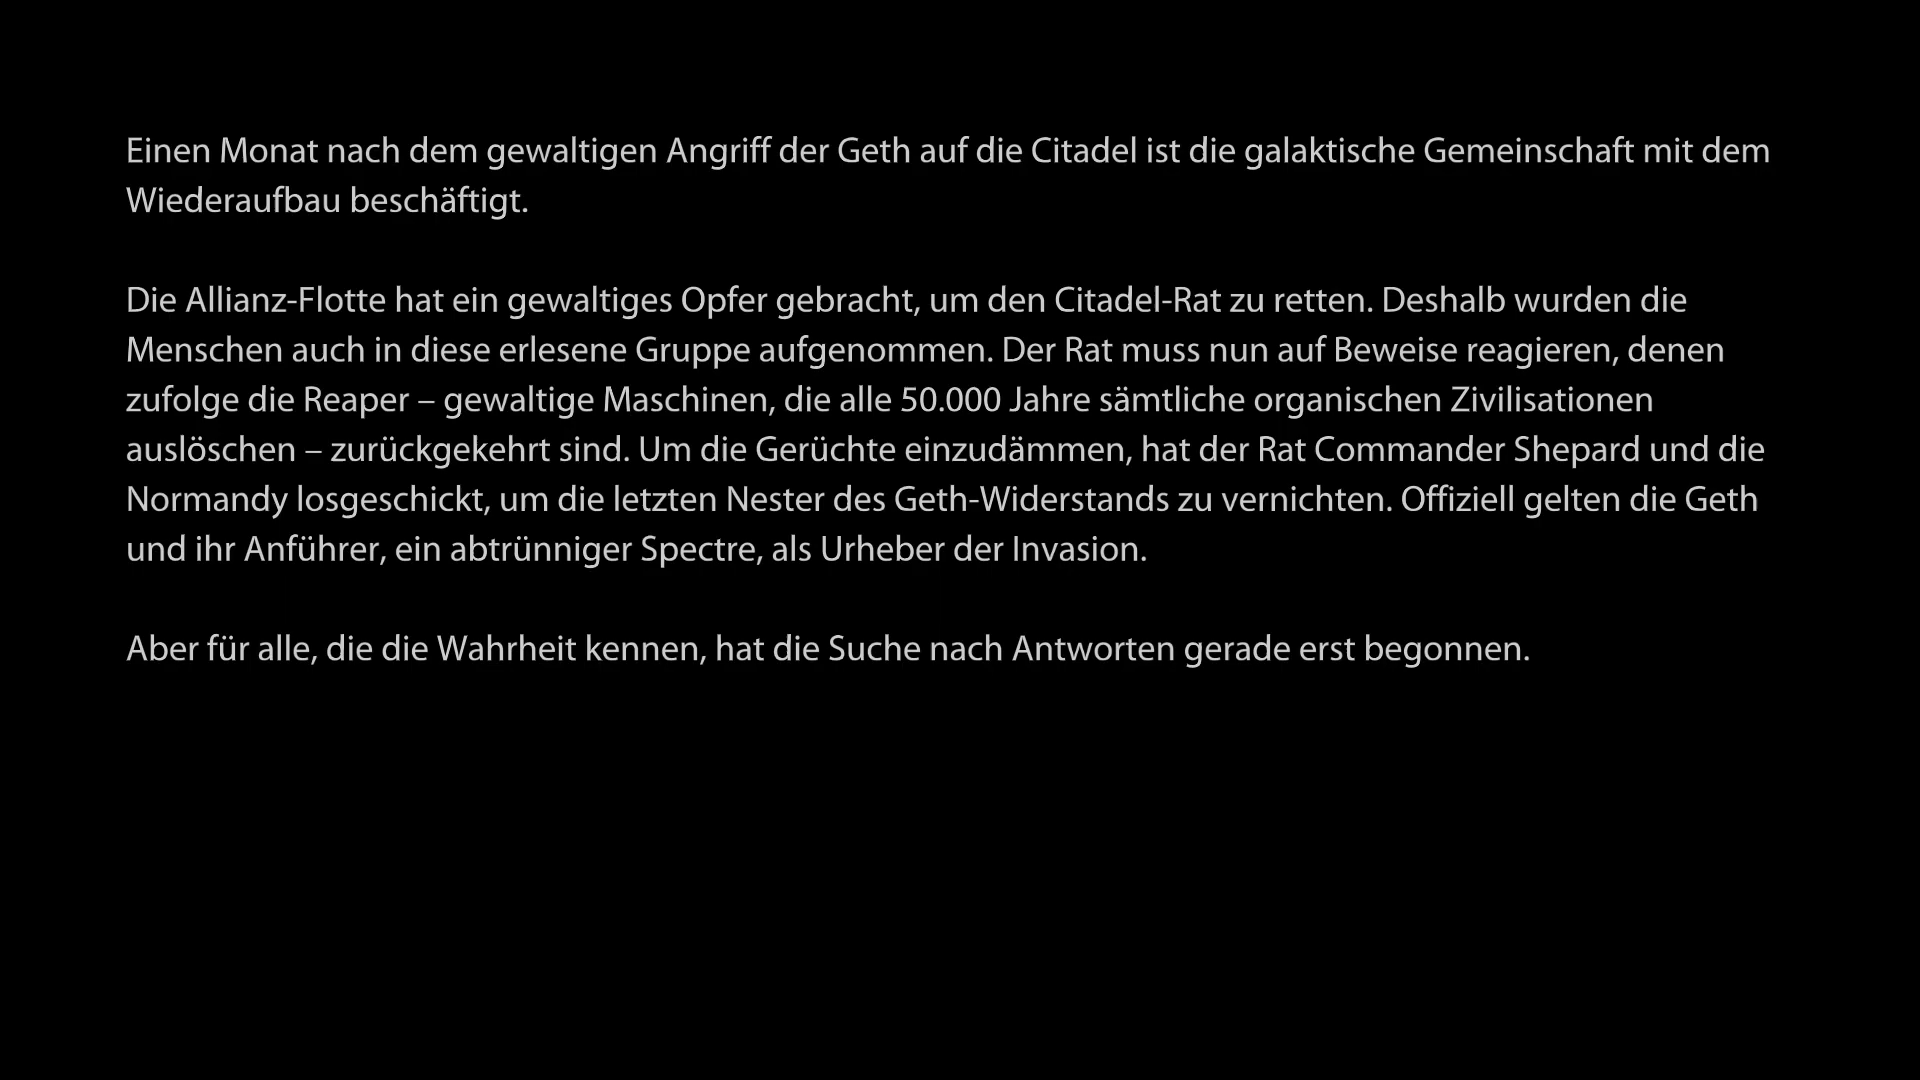 Einen Monat nach dem gewaltigen Angriff der Geth auf die Citadel ist die galaktische Gemeinschaft mit dem
Wiederaufbau beschäftigt.
Die Allianz-Flotte hat ein gewaltiges Opfer gebracht, um den Citadel-Rat zu retten. Deshalb wurden die
Menschen auch in diese erlesene Gruppe aufgenommen. Der Rat muss nun auf Beweise reagieren, denen
zufolge die Reaper – gewaltige Maschinen, die alle 50.000 Jahre sämtliche organischen Zivilisationen
auslöschen – zurückgekehrt sind. Um die Gerüchte einzudämmen, hat der Rat Commander Shepard und die
Normandy losgeschickt, um die letzten Nester des Geth-Widerstands zu vernichten. Offiziell gelten die Geth
und ihr Anführer, ein abtrünniger Spectre, als Urheber der Invasion.
Aber für alle, die die Wahrheit kennen, hat die Suche nach Antworten gerade erst begonnen.